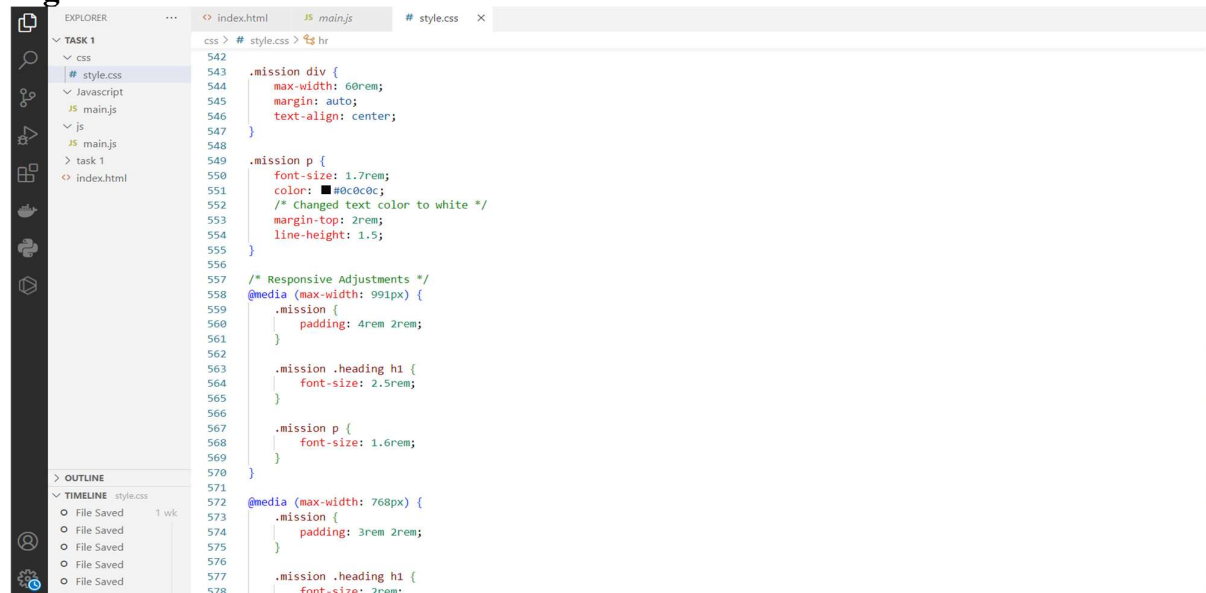 EXPLORER
TASK 1
css
# style.css
Javascript
JS main.js
js
JS main.js
task 1
<> index.html
OUTLINE
TIMELINE style.css
File Saved 1 wk
File Saved
File Saved
File Saved
File Saved
<> index.html JS main.js # style.css ×
css > # style.css > hr
542
543 .mission div {
544 max-width: 60rem;
545 margin: auto;
546 text-align: center;
547 }
548
549 .mission p {
550 font-size: 1.7rem;
551 color: #0c0c0c;
552 /* Changed text color to white */
553 margin-top: 2rem;
554 line-height: 1.5;
555 }
556
557 /* Responsive Adjustments */
558 @media (max-width: 991px) {
559 .mission {
560 padding: 4rem 2rem;
561 }
562
563 .mission .heading h1 {
564 font-size: 2.5rem;
565 }
566
567 .mission p {
568 font-size: 1.6rem;
569 }
570 }
571
572 @media (max-width: 768px) {
573 .mission {
574 padding: 3rem 2rem;
575 }
576
577 .mission .heading h1 {
578 font-size: 2rem;